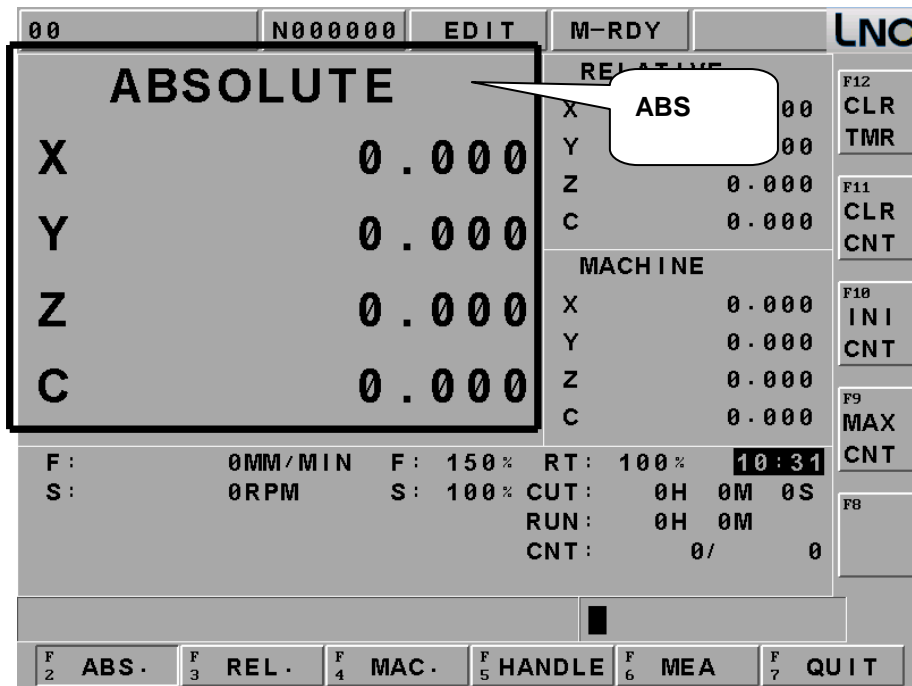 00 N000000 EDIT M-RDY LNC
ABSOLUTE
X 0.000
Y 0.000
Z 0.000
C 0.000
ABS
X 00
Y 00
Z 0.000
C 0.000
MACHINE
X 0.000
Y 0.000
Z 0.000
C 0.000
F: 0MM/MIN F: 150% RT: 100% 10:31
S: 0RPM S: 100% CUT: 0H 0M 0S
RUN: 0H 0M
CNT: 0/ 0
F12
CLR
TMR
F11
CLR
CNT
F10
INI
CNT
F9
MAX
CNT
F8
F2 ABS. F3 REL. F4 MAC. F5 HANDLE F6 MEA F7 QUIT